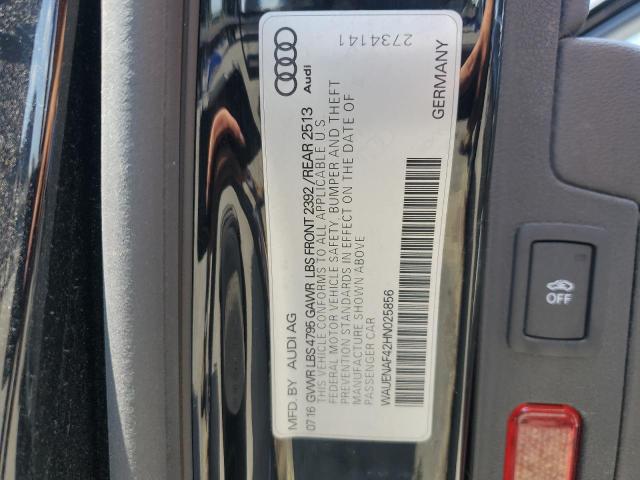 MFD. BY AUDI AG
Audi
2734141
07 16 GVWR LBS 4795 GAWR LBS FRONT 2392 / REAR 2513
THIS VEHICLE CONFORMS TO ALL APPLICABLE U.S
FEDERAL MOTOR VEHICLE SAFETY, BUMPER AND THEFT
PREVENTION STANDARDS IN EFFECT ON THE DATE OF
MANUFACTURE SHOWN ABOVE
PASSENGER CAR
GERMANY
WAUENAF42HN025856
OFF